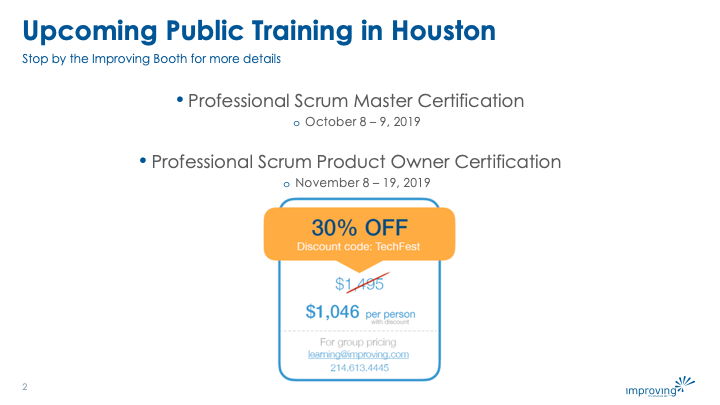 Upcoming Public Training in Houston
Stop by the Improving Booth for more details
• Professional Scrum Master Certification
o October 8 – 9, 2019
• Professional Scrum Product Owner Certification
o November 8 – 19, 2019
30% OFF
Discount code: TechFest
$1,495
$1,046 per person
with discount
For group pricing
learning@improving.com
214.613.4445
2
improving